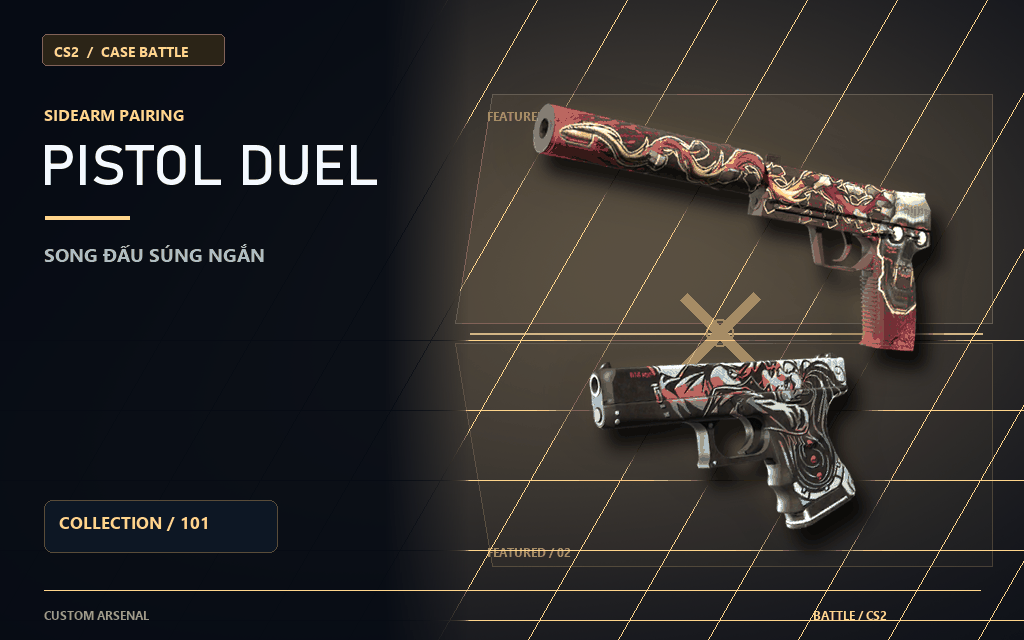 CS2 / CASE BATTLE
SIDEARM PAIRING
PISTOL DUEL
SONG ĐẤU SÚNG NGẮN
FEATURE
FEATURED / 02
COLLECTION / 101
CUSTOM ARSENAL
BATTLE / CS2